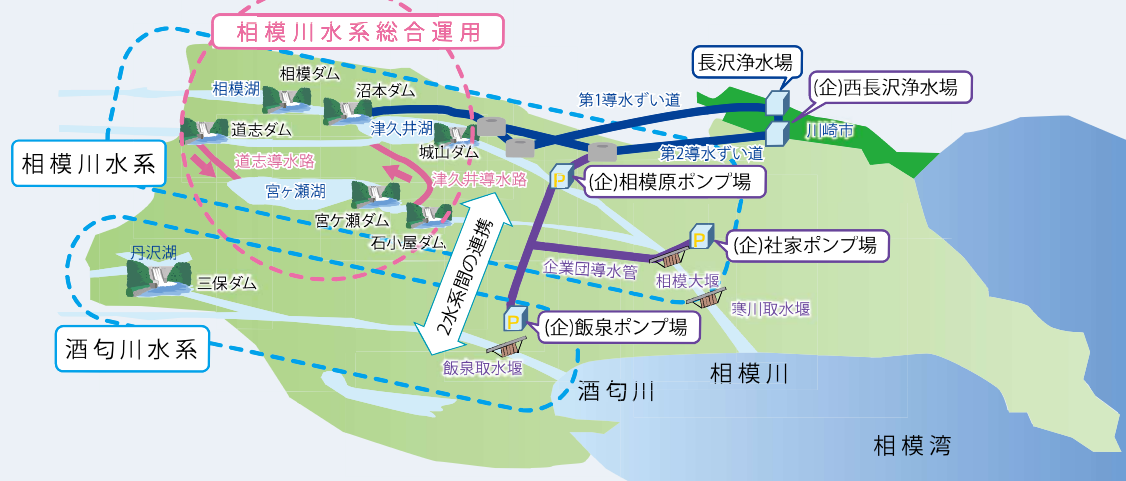 相模川水系総合運用
長沢浄水場
相模ダム
相模湖
沼本ダム
(企)西長沢浄水場
第1導水ずい道
道志ダム
津久井湖
川崎市
城山ダム
第2導水ずい道
相模川水系
道志導水路
津久井導水路
(企)相模原ポンプ場
宮ヶ瀬湖
宮ケ瀬ダム
石小屋ダム
(企)社家ポンプ場
丹沢湖
2水系間の連携
企業団導水管
三保ダム
相模大堰
寒川取水堰
(企)飯泉ポンプ場
酒匂川水系
飯泉取水堰
相模川
酒匂川
相模湾
P
P
P